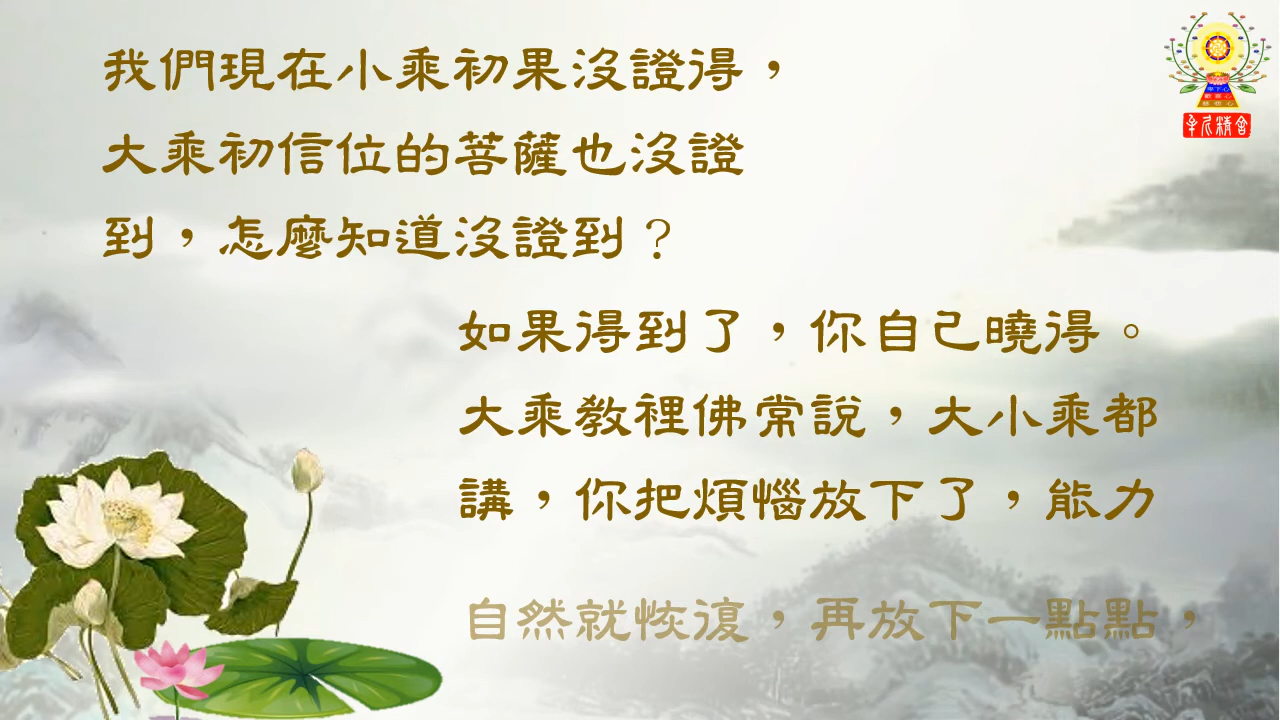 我們現在小乘初果沒證得，
大乘初信位的菩薩也沒證
到，怎麼知道沒證到？
如果得到了，你自己曉得。
大乘教裡佛常說，大小乘都
講，你把煩惱放下了，能力
自然就恢復，再放下一點點，